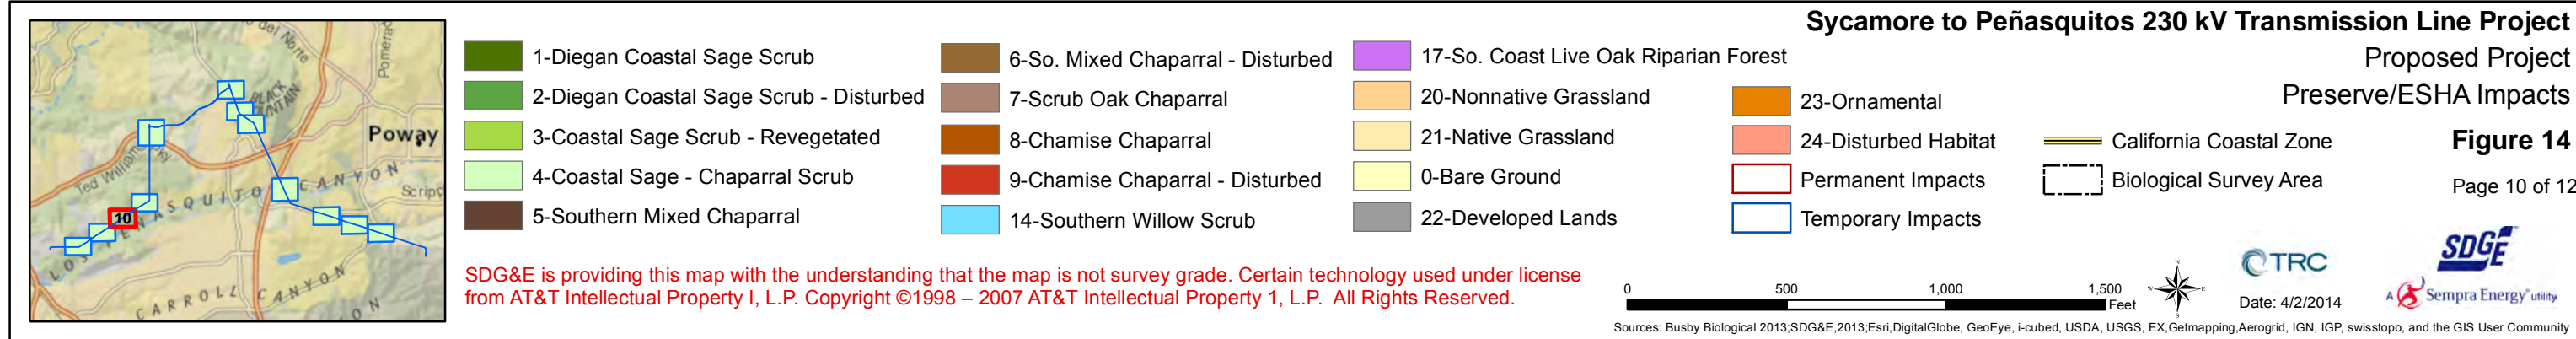 del Norte
Pomerado
BLACK
MOUNTAIN
Poway
Ted William
LOS PEÑASQUITO CANYON
Scripp
10
CARROLL CANYON
ON
1-Diegan Coastal Sage Scrub
2-Diegan Coastal Sage Scrub - Disturbed
3-Coastal Sage Scrub - Revegetated
4-Coastal Sage - Chaparral Scrub
5-Southern Mixed Chaparral
6-So. Mixed Chaparral - Disturbed
7-Scrub Oak Chaparral
8-Chamise Chaparral
9-Chamise Chaparral - Disturbed
14-Southern Willow Scrub
17-So. Coast Live Oak Riparian Forest
20-Nonnative Grassland
21-Native Grassland
0-Bare Ground
22-Developed Lands
23-Ornamental
24-Disturbed Habitat
Permanent Impacts
Temporary Impacts
California Coastal Zone
Biological Survey Area
Sycamore to Peñasquitos 230 kV Transmission Line Project
Proposed Project
Preserve/ESHA Impacts
Figure 14
Page 10 of 12
SDG&E is providing this map with the understanding that the map is not survey grade. Certain technology used under license
from AT&T Intellectual Property I, L.P. Copyright ©1998 – 2007 AT&T Intellectual Property 1, L.P. All Rights Reserved.
0 500 1,000 1,500
Feet
N
W E
S
TRC
Date: 4/2/2014
SDGE
A Sempra Energy® utility
Sources: Busby Biological 2013;SDG&E,2013;Esri,DigitalGlobe, GeoEye, i-cubed, USDA, USGS, EX,Getmapping,Aerogrid, IGN, IGP, swisstopo, and the GIS User Community